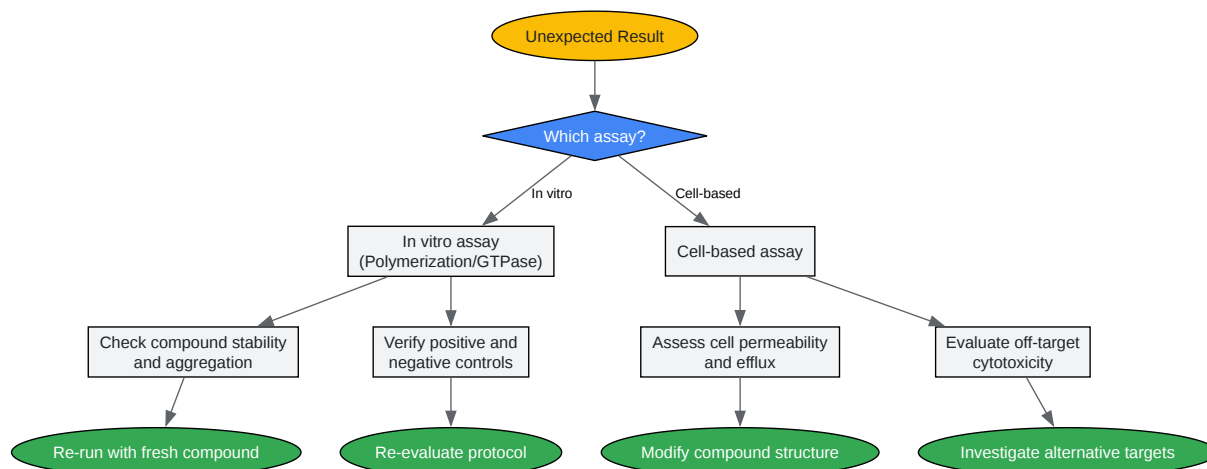 Unexpected Result
Which assay?
In vitro
Cell-based
In vitro assay
(Polymerization/GTPase)
Cell-based assay
Check compound stability
and aggregation
Verify positive and
negative controls
Assess cell permeability
and efflux
Evaluate off-target
cytotoxicity
Re-run with fresh compound
Re-evaluate protocol
Modify compound structure
Investigate alternative targets